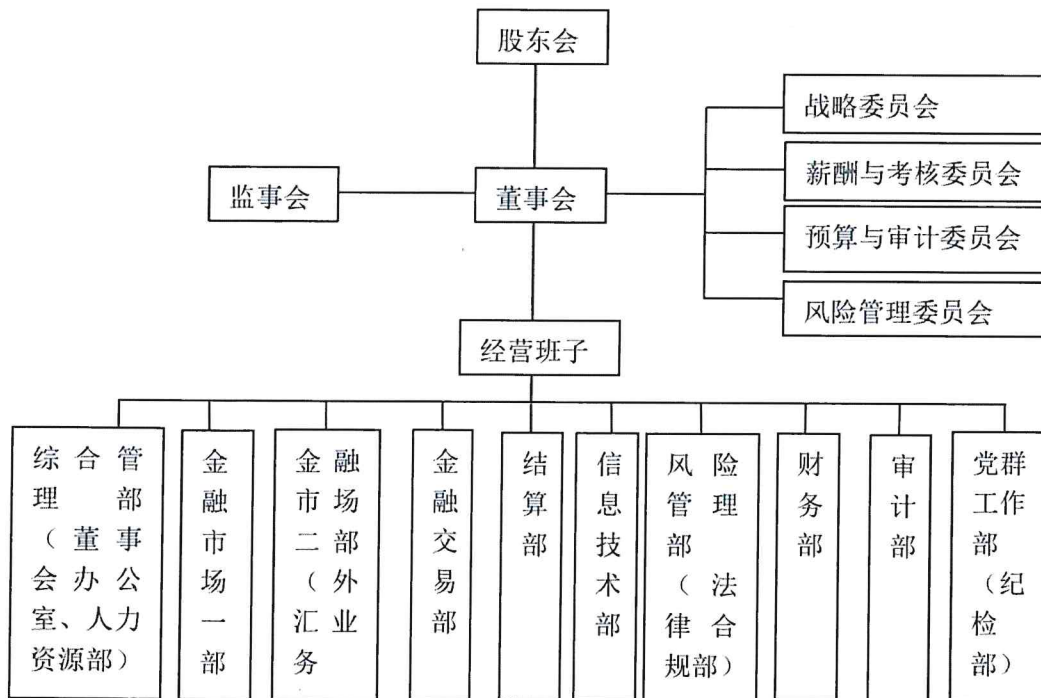 股东会
战略委员会
薪酬与考核委员会
监事会
董事会
预算与审计委员会
风险管理委员会
经营班子
综合管
理部
（董事
会办公
室、人力
资源部）
金融市场一部
金融
市场
二部
（外
汇业
务
金融交易部
结算部
信息技术部
风险
管理
部
（法
律合
规部）
财务部
审计部
党群
工作
部
（纪
检
部）